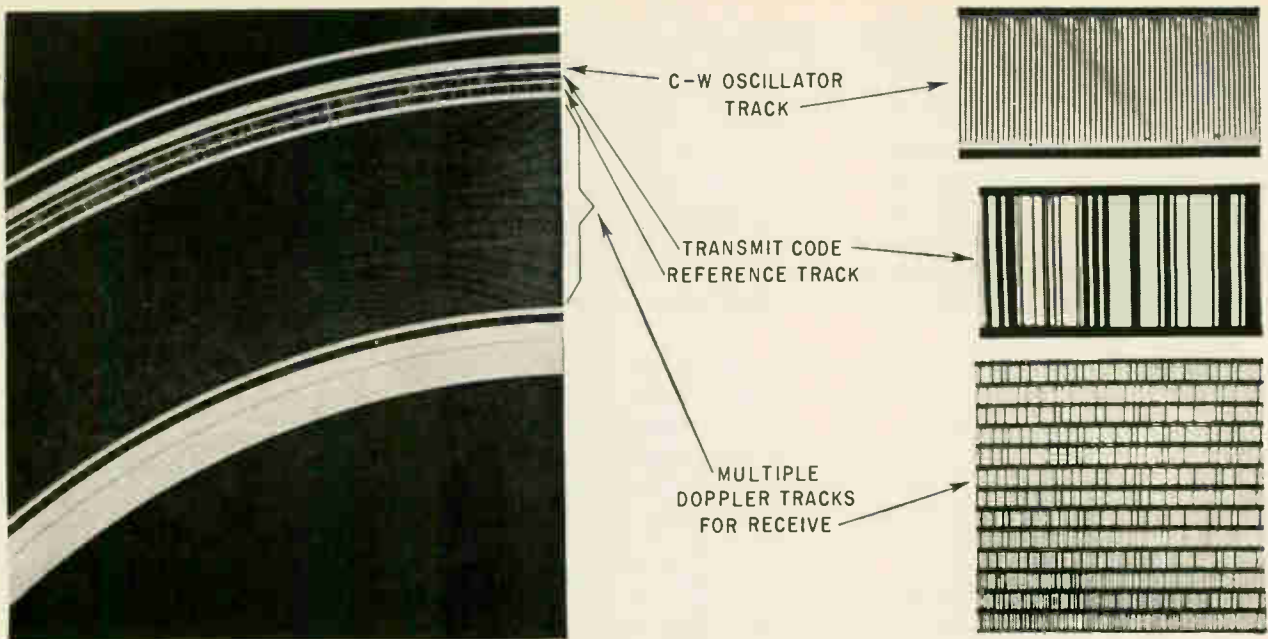 C-W OSCILLATOR
TRACK
TRANSMIT CODE
REFERENCE TRACK
MULTIPLE
DOPPLER TRACKS
FOR RECEIVE